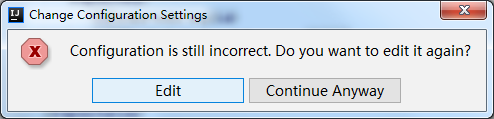 Change Configuration Settings
Configuration is still incorrect. Do you want to edit it again?
Edit
Continue Anyway